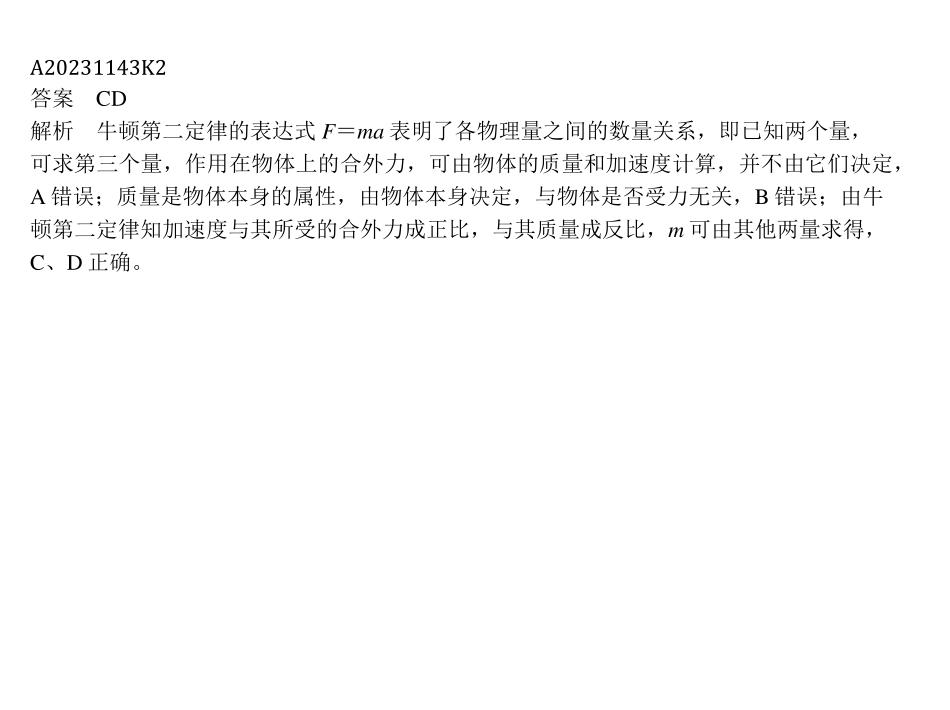 A20231143K2
答案　CD
解析　牛顿第二定律的表达式 F＝ma 表明了各物理量之间的数量关系，即已知两个量，
可求第三个量，作用在物体上的合外力，可由物体的质量和加速度计算，并不由它们决定，
A 错误；质量是物体本身的属性，由物体本身决定，与物体是否受力无关，B 错误；由牛
顿第二定律知加速度与其所受的合外力成正比，与其质量成反比，m 可由其他两量求得，
C、D 正确。